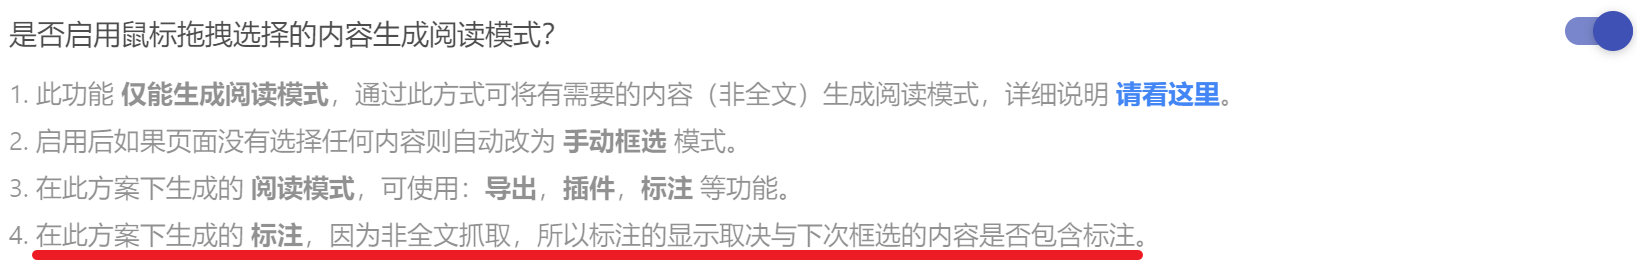 是否启用鼠标拖拽选择的内容生成阅读模式?
1. 此功能 仅能生成阅读模式，通过此方式可将有需要的内容（非全文）生成阅读模式，详细说明 请看这里。
2. 启用后如果页面没有选择任何内容则自动改为 手动框选 模式。
3. 在此方案下生成的 阅读模式，可使用：导出，插件，标注 等功能。
4. 在此方案下生成的 标注，因为非全文抓取，所以标注的显示取决与下次框选的内容是否包含标注。